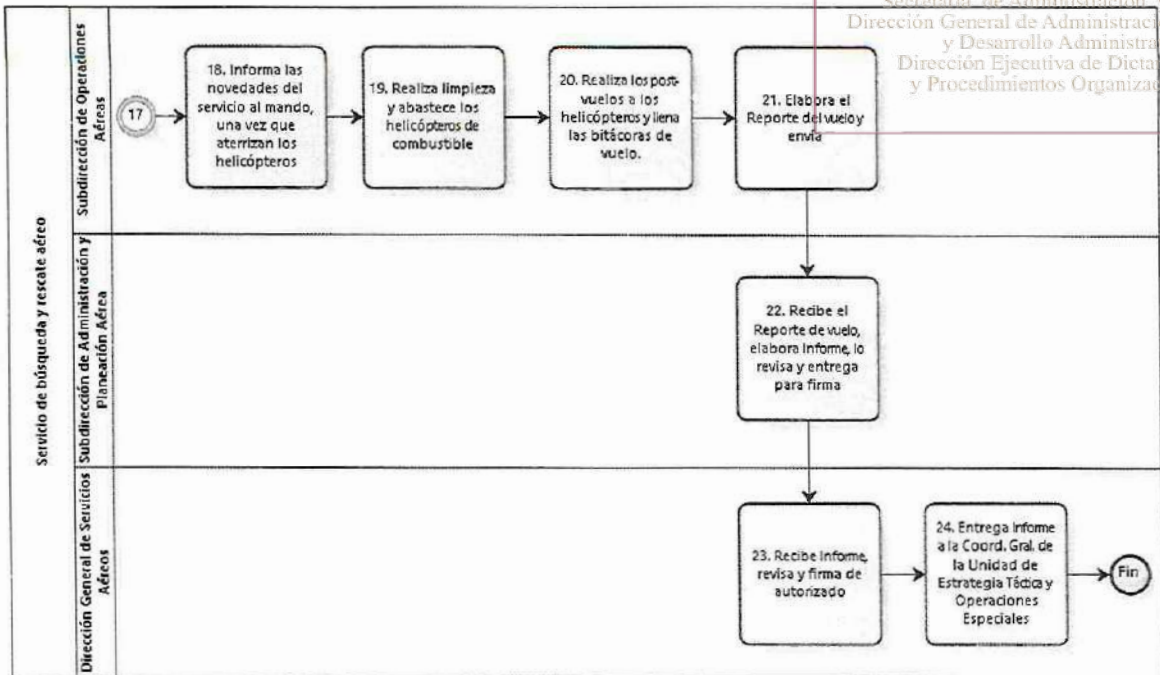 Secretaría de Administración
Dirección General de Administraci
y Desarrollo Administra
Dirección Ejecutiva de Dicta
y Procedimientos Organizac
Servicio de búsqueda y rescate aéreo
Subdirección de Operaciones
Aéreas
17
18. Informa las
novedades del
servicio al mando,
una vez que
aterrizan los
helicópteros
19. Realiza limpieza
y abastece los
helicópteros de
combustible
20. Realiza los post-
vuelos a los
helicópteros y llena
las bitácoras de
vuelo.
21. Elabora el
Reporte del vuelo y
envía
Subdirección de Administración y
Planeación Aérea
22. Recibe el
Reporte de vuelo,
elabora Informe, lo
revisa y entrega
para firma
Dirección General de Servicios
Aéreos
23. Recibe Informe,
revisa y firma de
autorizado
24. Entrega Informe
a la Coord. Gral. de
la Unidad de
Estrategia Táctica y
Operaciones
Especiales
Fin